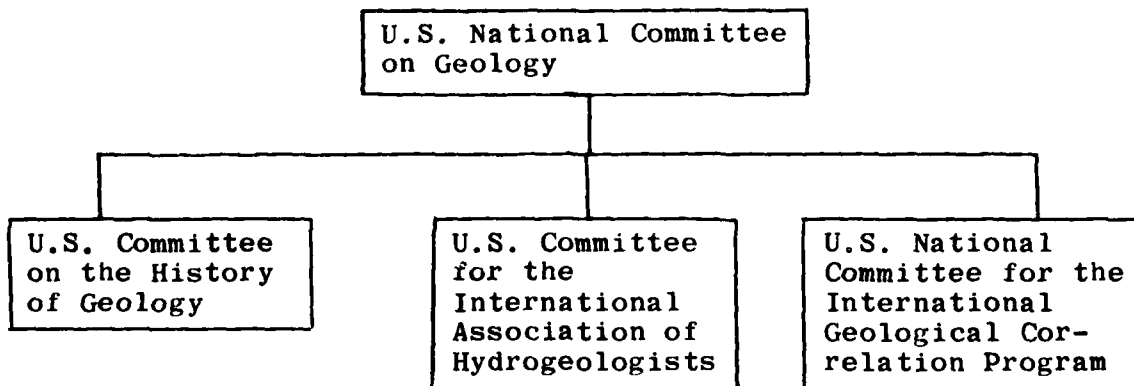 U.S. National Committee
on Geology
U.S. Committee
on the History
of Geology
U.S. Committee
for the
International
Association of
Hydrogeologists
U.S. National
Committee for the
International
Geological Cor-
relation Program